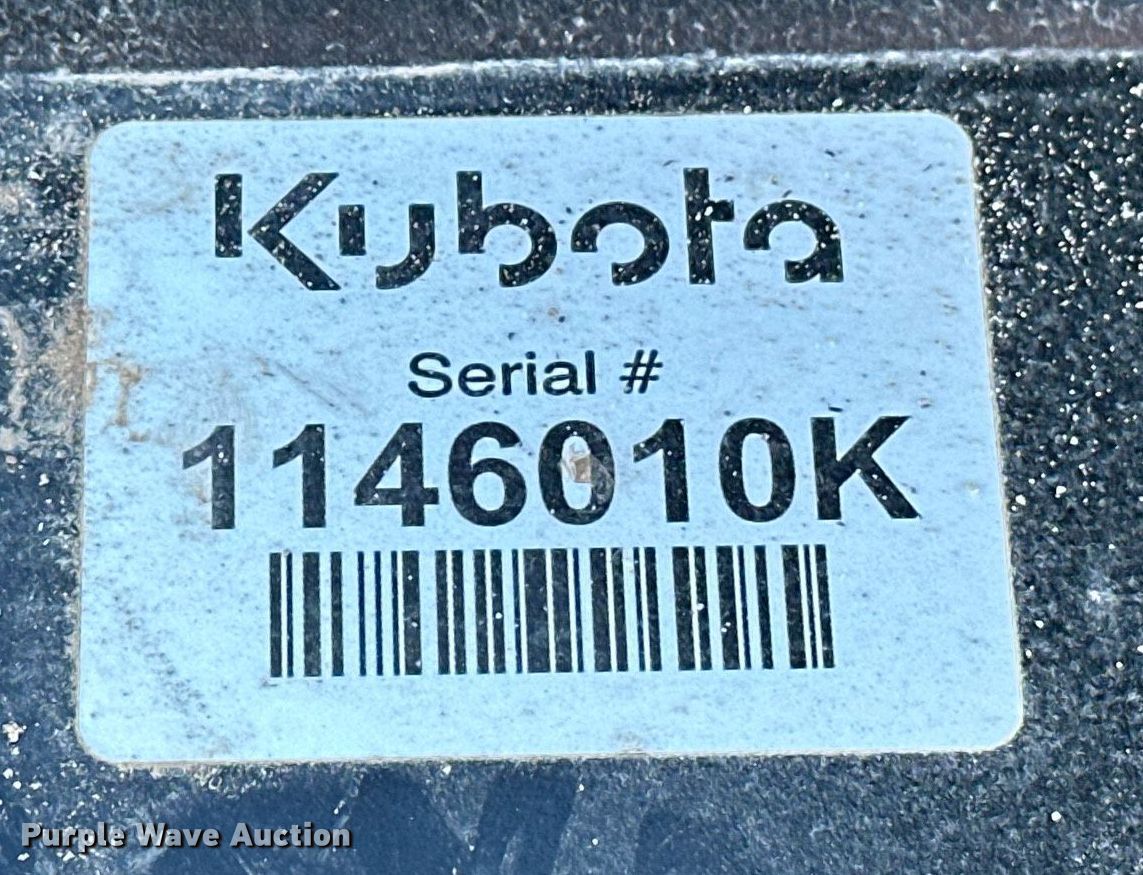 Kubota
Serial #
1146010K
Purple Wave Auction